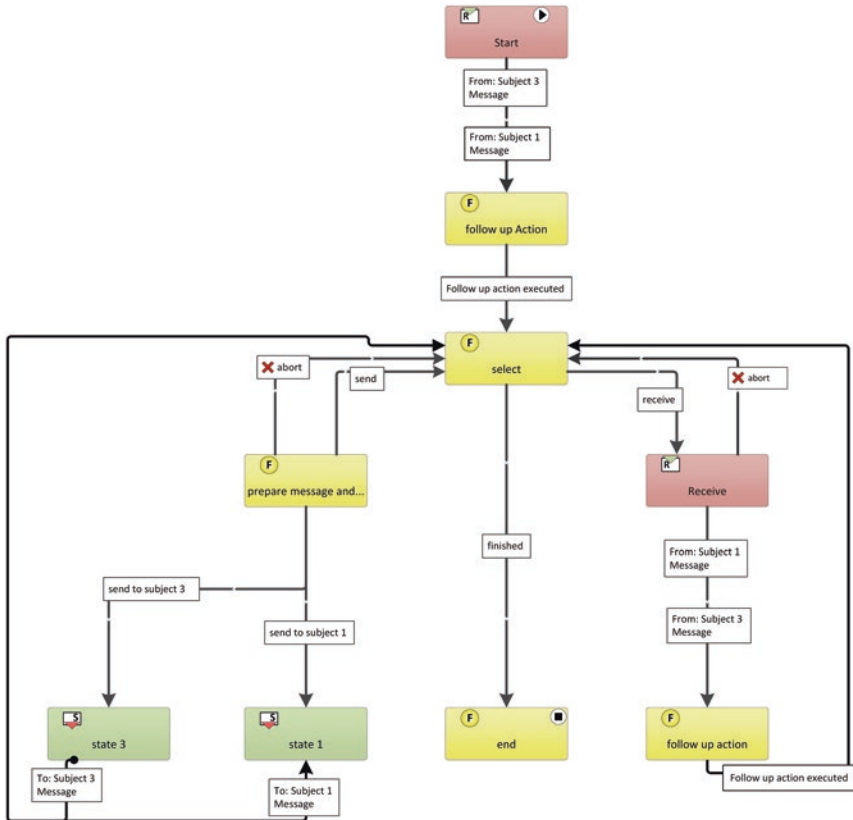 R
Start
From: Subject 3
Message
From: Subject 1
Message
F
follow up Action
Follow up action executed
F
select
abort
send
receive
abort
F
prepare message and...
R
Receive
finished
From: Subject 1
Message
send to subject 3
From: Subject 3
Message
send to subject 1
S
state 3
S
state 1
F
end
F
follow up action
To: Subject 3
Message
To: Subject 1
Message
Follow up action executed